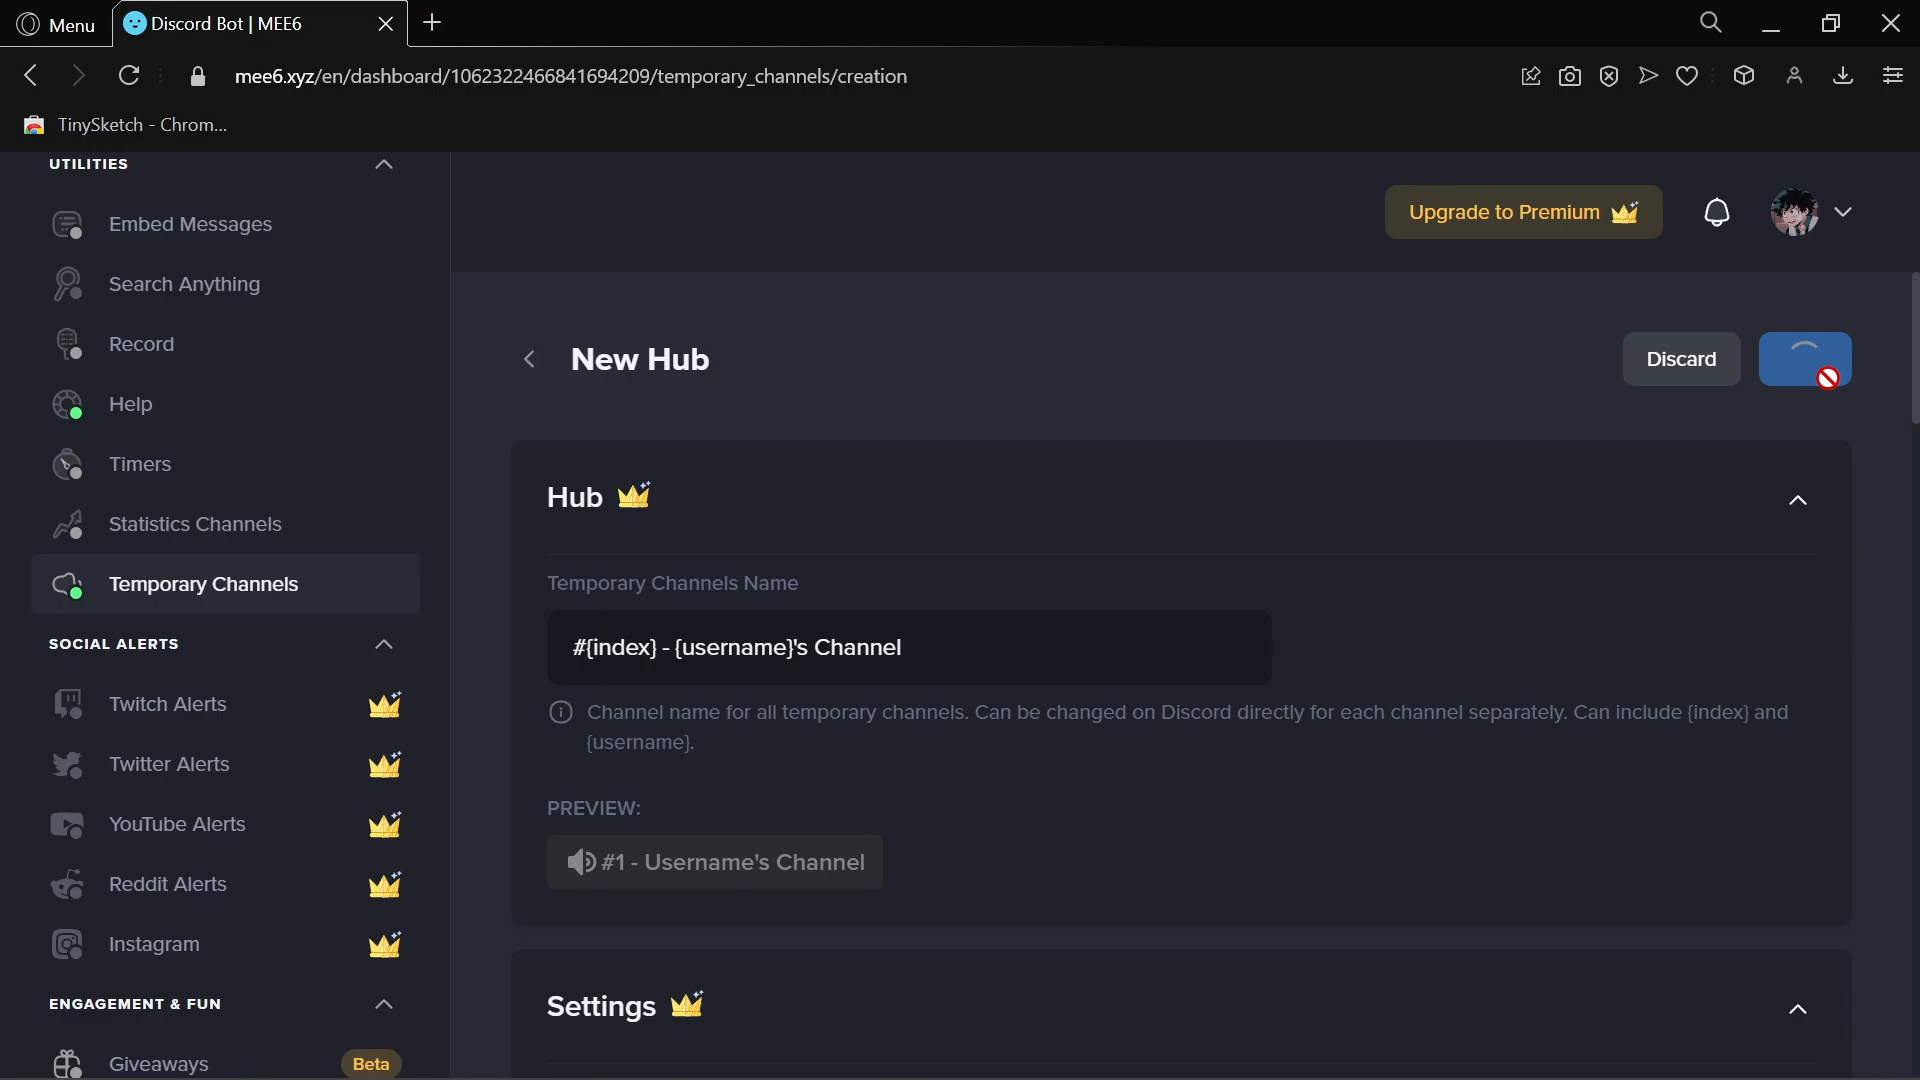 Menu
Discord Bot | MEE6
mee6.xyz/en/dashboard/1062322466841694209/temporary_channels/creation
TinySketch - Chrom...
UTILITIES
Embed Messages
Search Anything
Record
Help
Timers
Statistics Channels
Temporary Channels
SOCIAL ALERTS
Twitch Alerts
Twitter Alerts
YouTube Alerts
Reddit Alerts
Instagram
ENGAGEMENT & FUN
Giveaways
Beta
Upgrade to Premium
New Hub
Discard
Hub
Temporary Channels Name
#{index} - {username}'s Channel
Channel name for all temporary channels. Can be changed on Discord directly for each channel separately. Can include {index} and
{username}.
PREVIEW:
#1 - Username's Channel
Settings